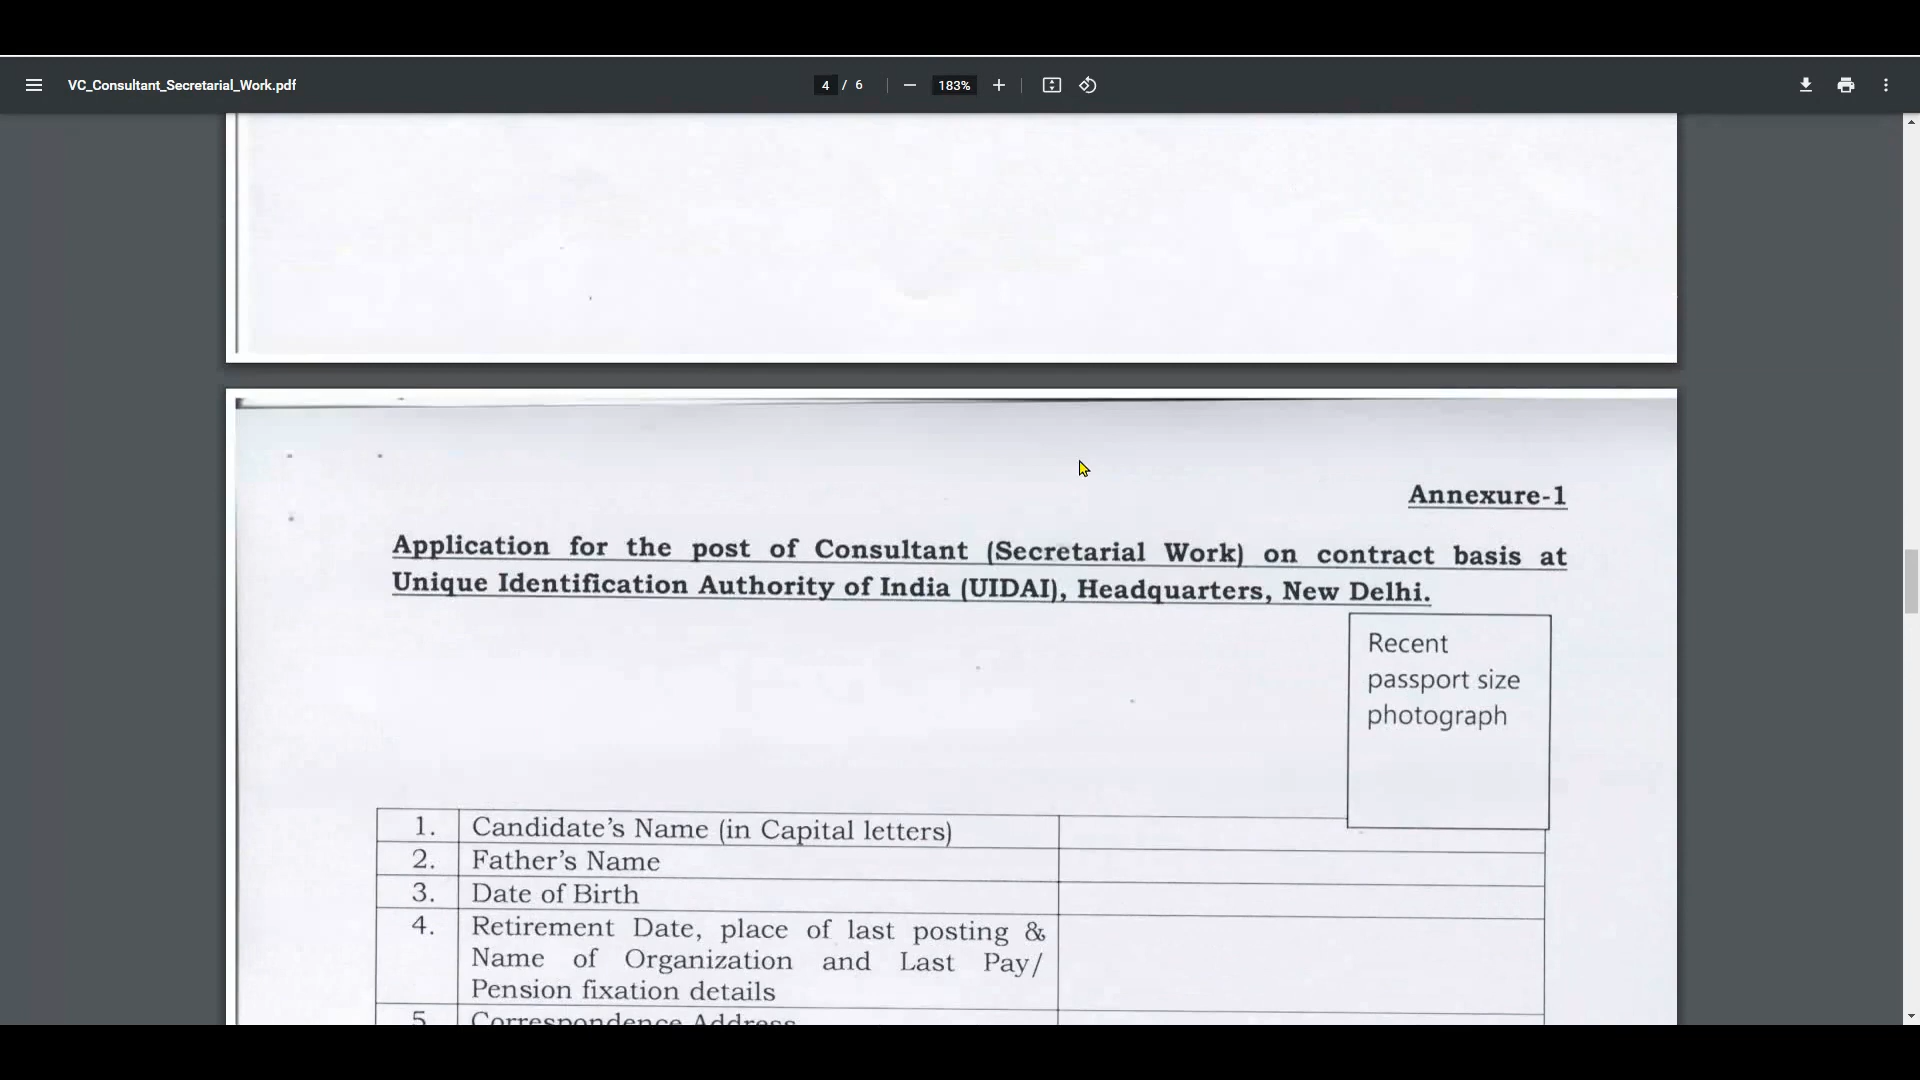 VC_Consultant_Secretarial_Work.pdf
4 / 6
183%
Annexure-1
Application for the post of Consultant (Secretarial Work) on contract basis at
Unique Identification Authority of India (UIDAI), Headquarters, New Delhi.
Recent
passport size
photograph
1. Candidate's Name (in Capital letters)
2. Father's Name
3. Date of Birth
4. Retirement Date, place of last posting &
Name of Organization and Last Pay/
Pension fixation details
5. Correspondence Address